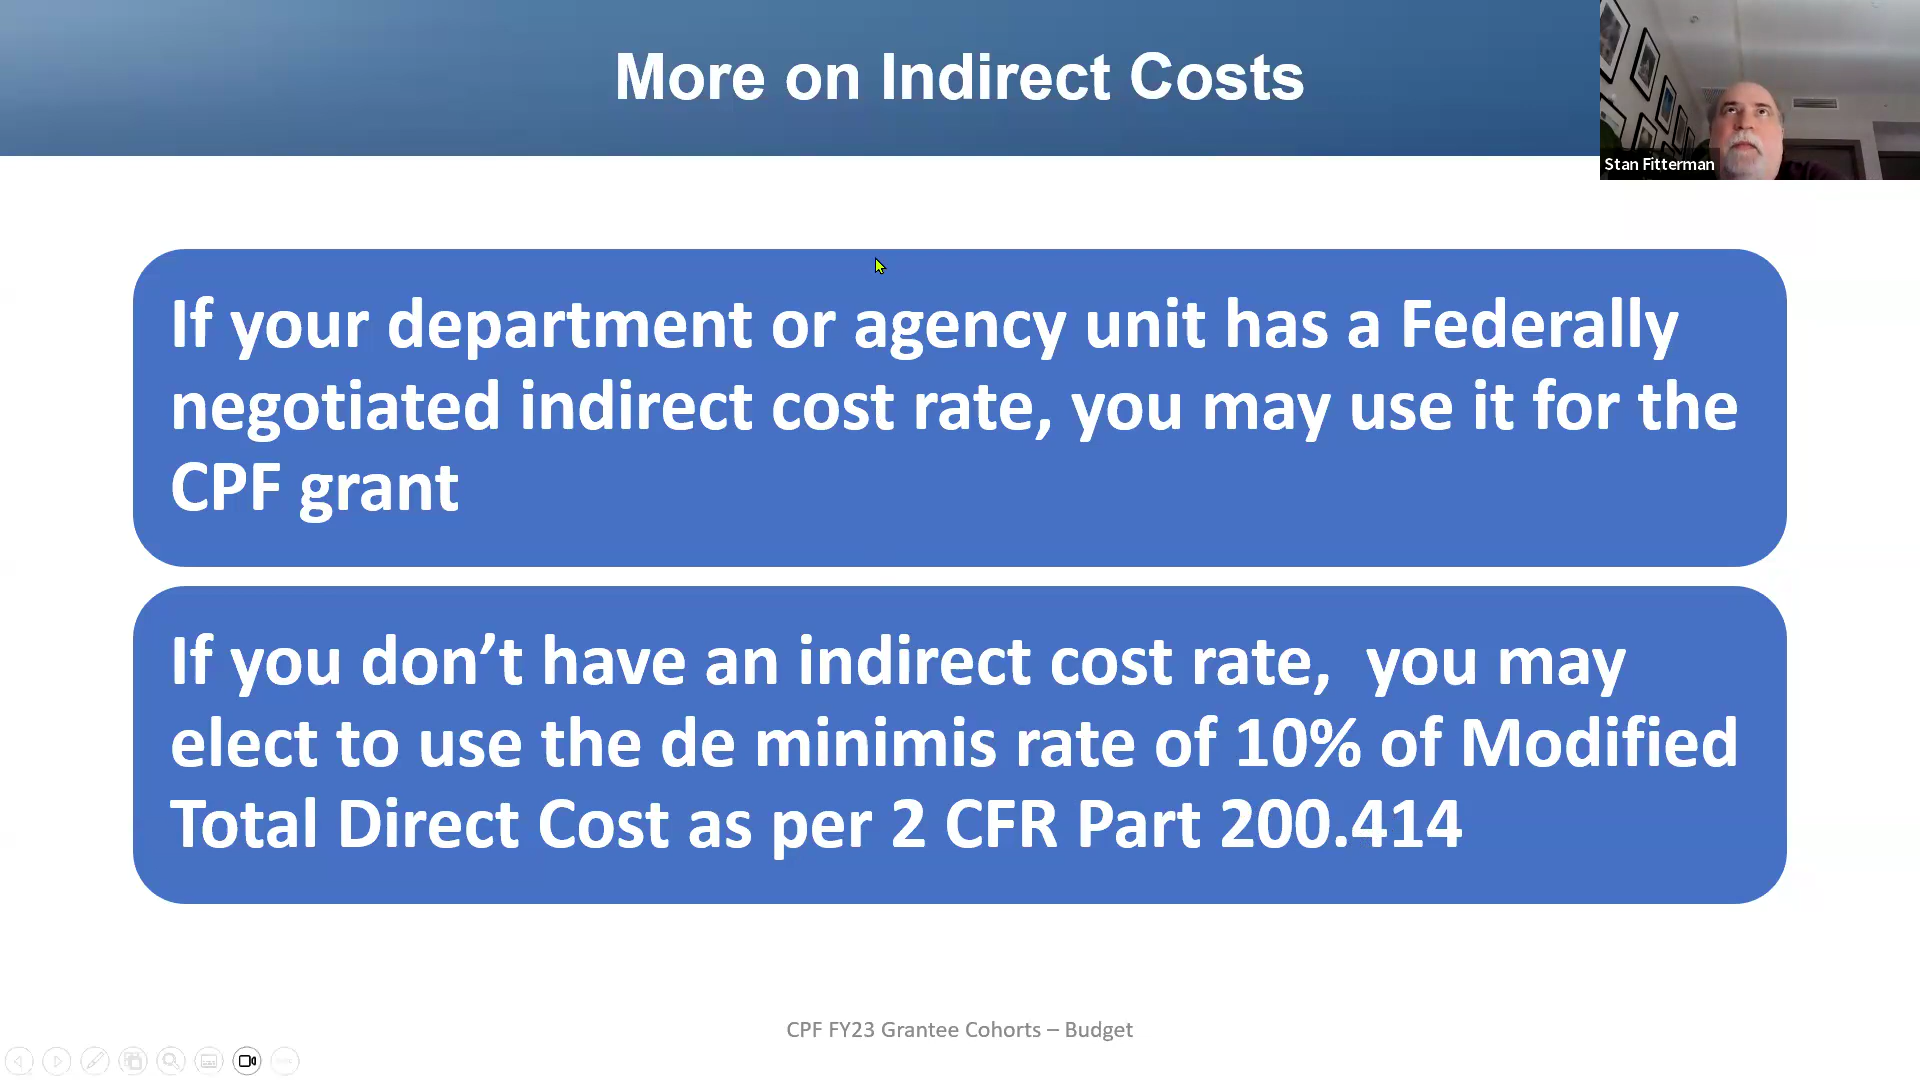 More on Indirect Costs
Stan Fitterman
If your department or agency unit has a Federally
negotiated indirect cost rate, you may use it for the
CPF grant
If you don’t have an indirect cost rate,  you may
elect to use the de minimis rate of 10% of Modified
Total Direct Cost as per 2 CFR Part 200.414
CPF FY23 Grantee Cohorts – Budget